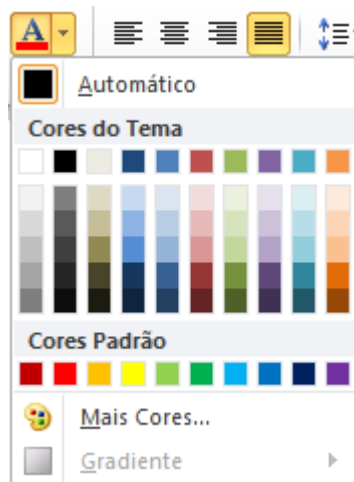 A
Automático
Cores do Tema
Cores Padrão
Mais Cores...
Gradiente